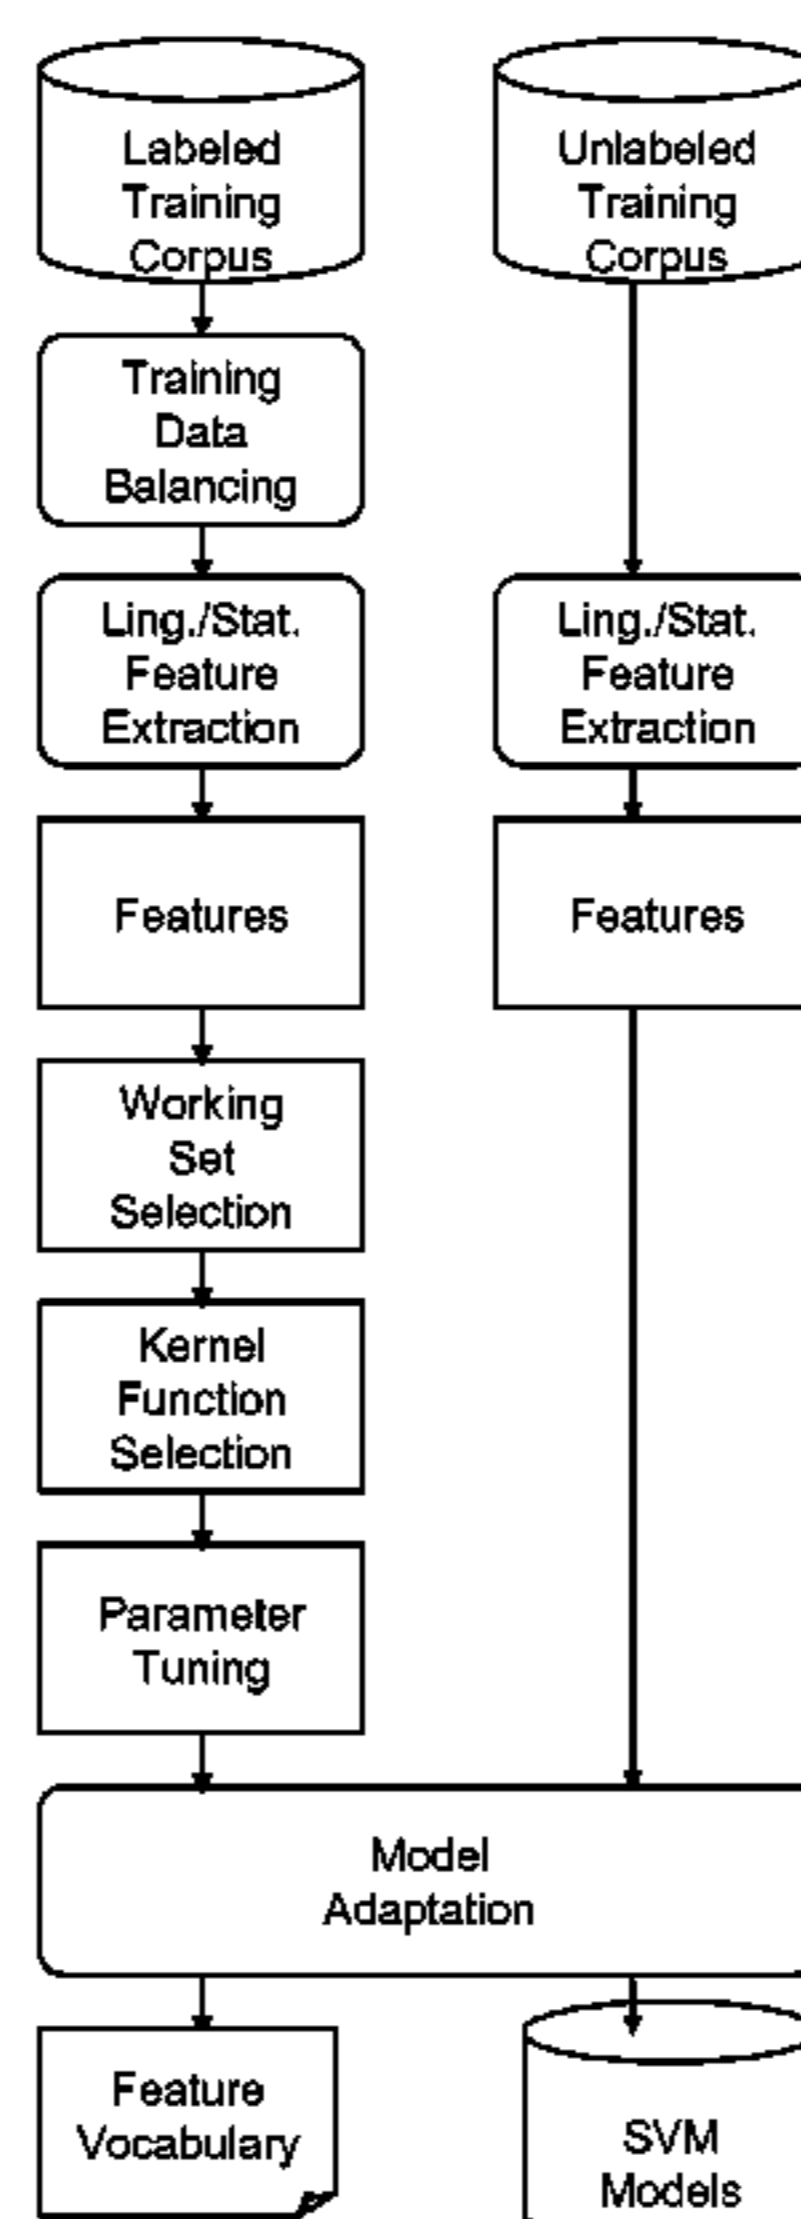 Labeled
Training
Corpus
Unlabeled
Training
Corpus
Training
Data
Balancing
Ling./Stat.
Feature
Extraction
Ling./Stat.
Feature
Extraction
Features
Features
Working
Set
Selection
Kernel
Function
Selection
Parameter
Tuning
Model
Adaptation
Feature
Vocabulary
SVM
Models